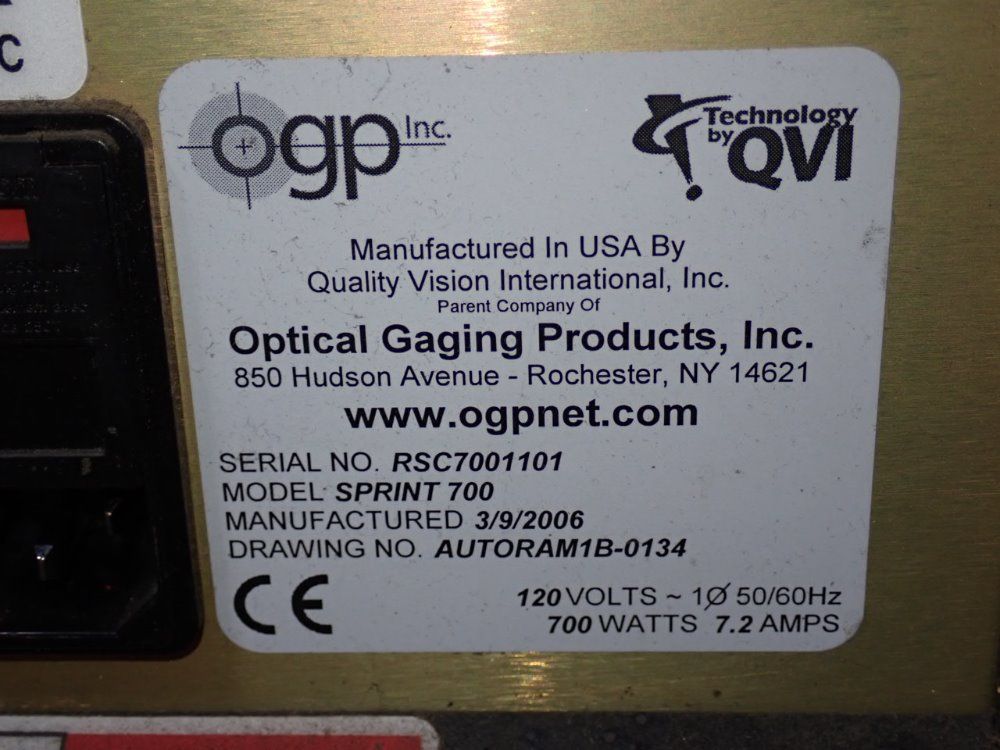 C
ogp Inc.
Technology
by QVI
Manufactured In USA By
Quality Vision International, Inc.
Parent Company Of
Optical Gaging Products, Inc.
850 Hudson Avenue - Rochester, NY 14621
www.ogpnet.com
SERIAL NO. RSC7001101
MODEL SPRINT 700
MANUFACTURED 3/9/2006
DRAWING NO. AUTORAM1B-0134
CE
120 VOLTS ~ 1Ø 50/60Hz
700 WATTS 7.2 AMPS